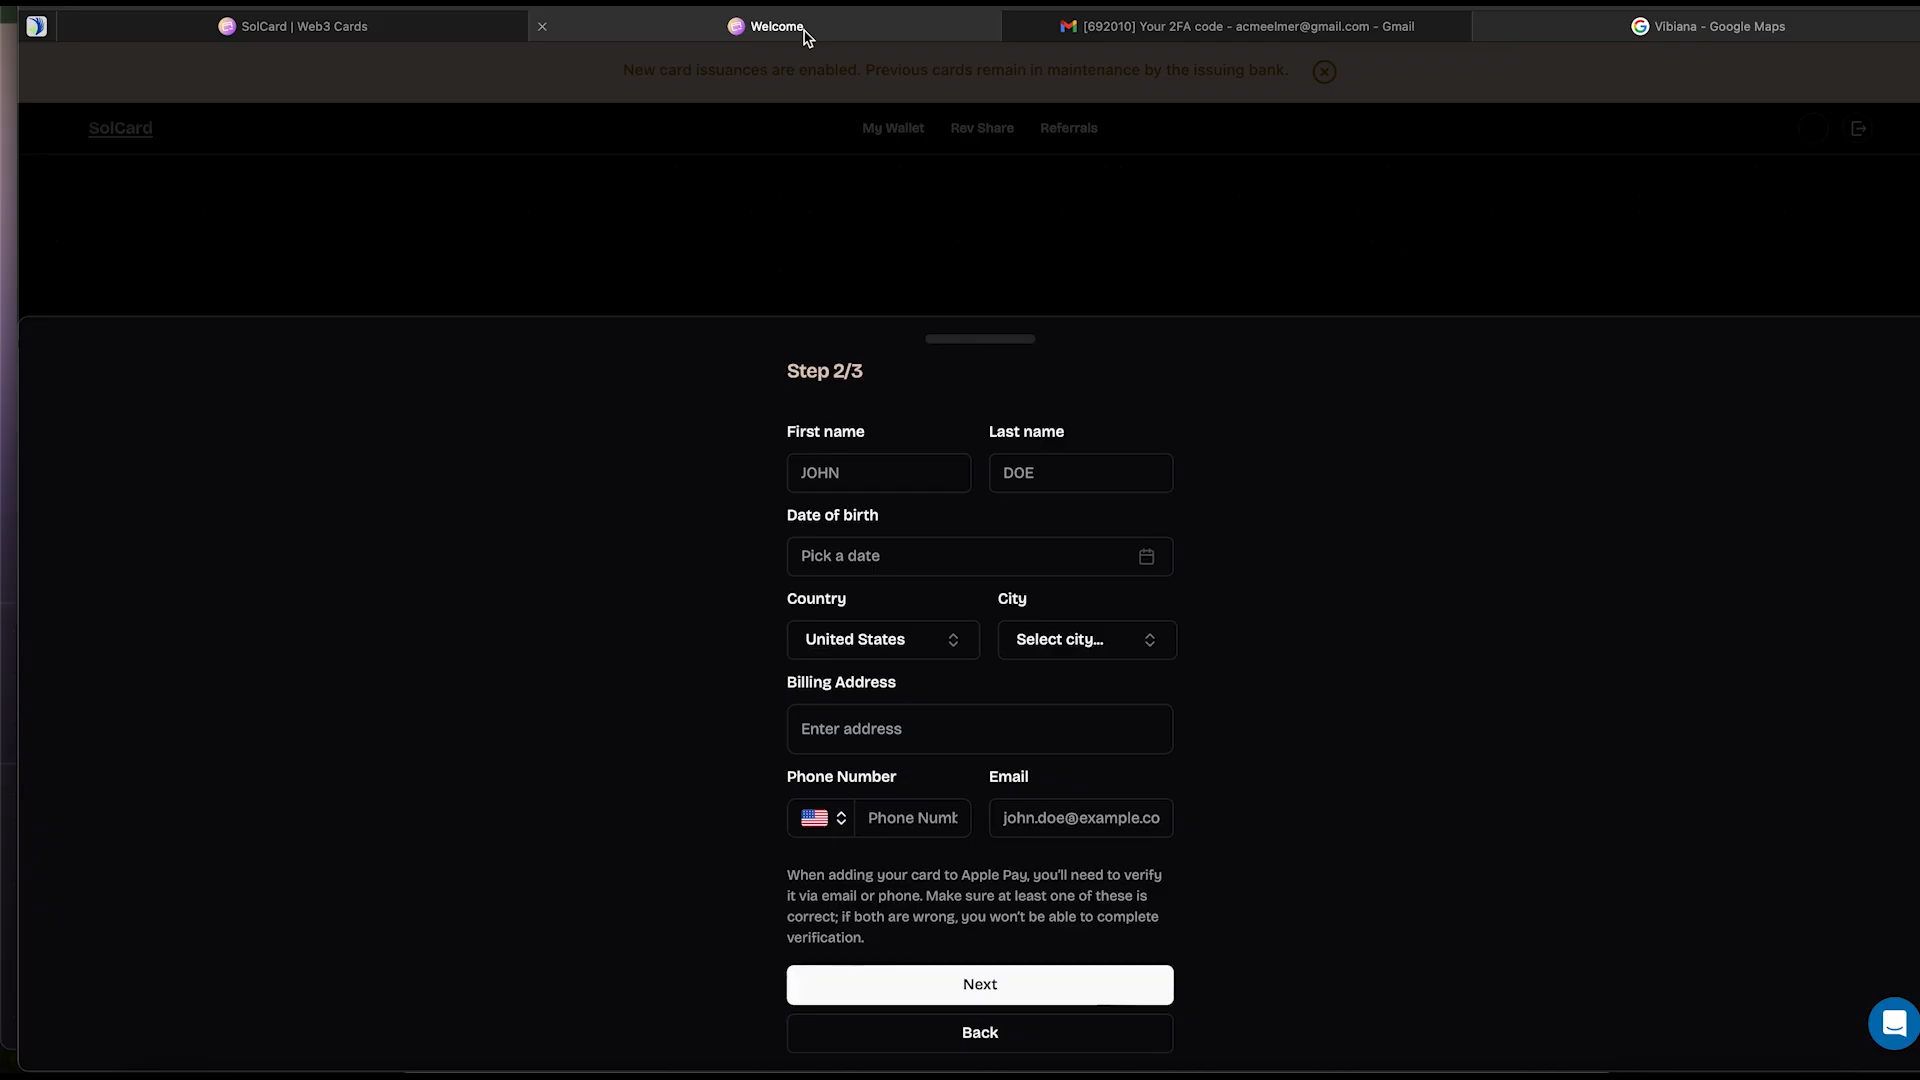 SolCard | Web3 Cards
Welcome
[692010] Your 2FA code - acmeelmer@gmail.com - Gmail
Vibiana - Google Maps
New card issuances are enabled. Previous cards remain in maintenance by the issuing bank.
SolCard
My Wallet
Rev Share
Referrals
Step 2/3
First name
Last name
JOHN
DOE
Date of birth
Pick a date
Country
City
United States
Select city...
Billing Address
Enter address
Phone Number
Email
Phone Numb
john.doe@example.co
When adding your card to Apple Pay, you'll need to verify
it via email or phone. Make sure at least one of these is
correct; if both are wrong, you won't be able to complete
verification.
Next
Back